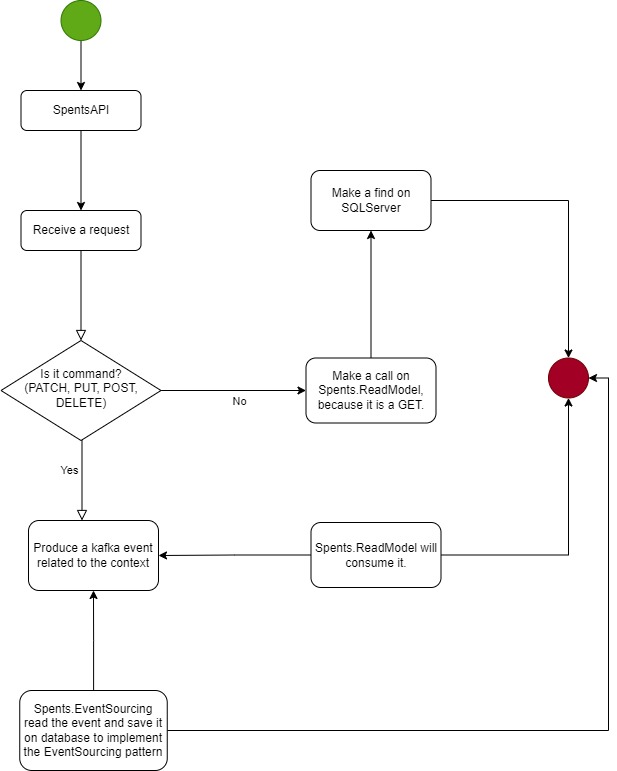 SpentsAPI
Receive a request
Make a find on
SQLServer
Is it command?
(PATCH, PUT, POST,
DELETE)
No
Make a call on
Spents.ReadModel,
because it is a GET.
Yes
Produce a kafka event
related to the context
Spents.ReadModel will
consume it.
Spents.EventSourcing
read the event and save it
on database to implement
the EventSourcing pattern